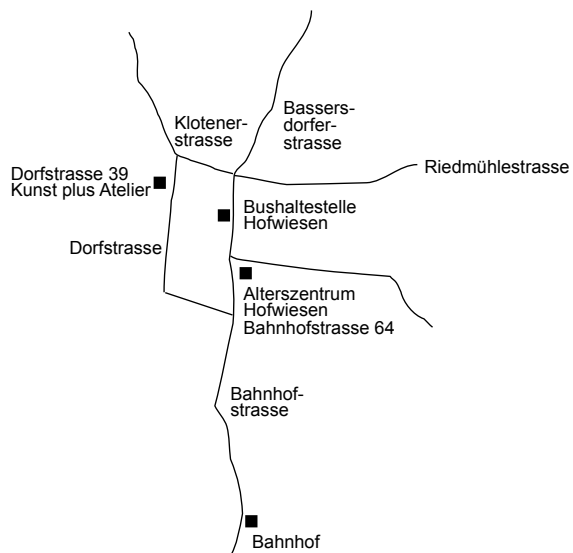 Bassers-
dorfer-
strasse
Klotener-
strasse
Riedmühlestrasse
Dorfstrasse 39
Kunst plus Atelier
Bushaltestelle
Hofwiesen
Dorfstrasse
Alterszentrum
Hofwiesen
Bahnhofstrasse 64
Bahnhof-
strasse
Bahnhof